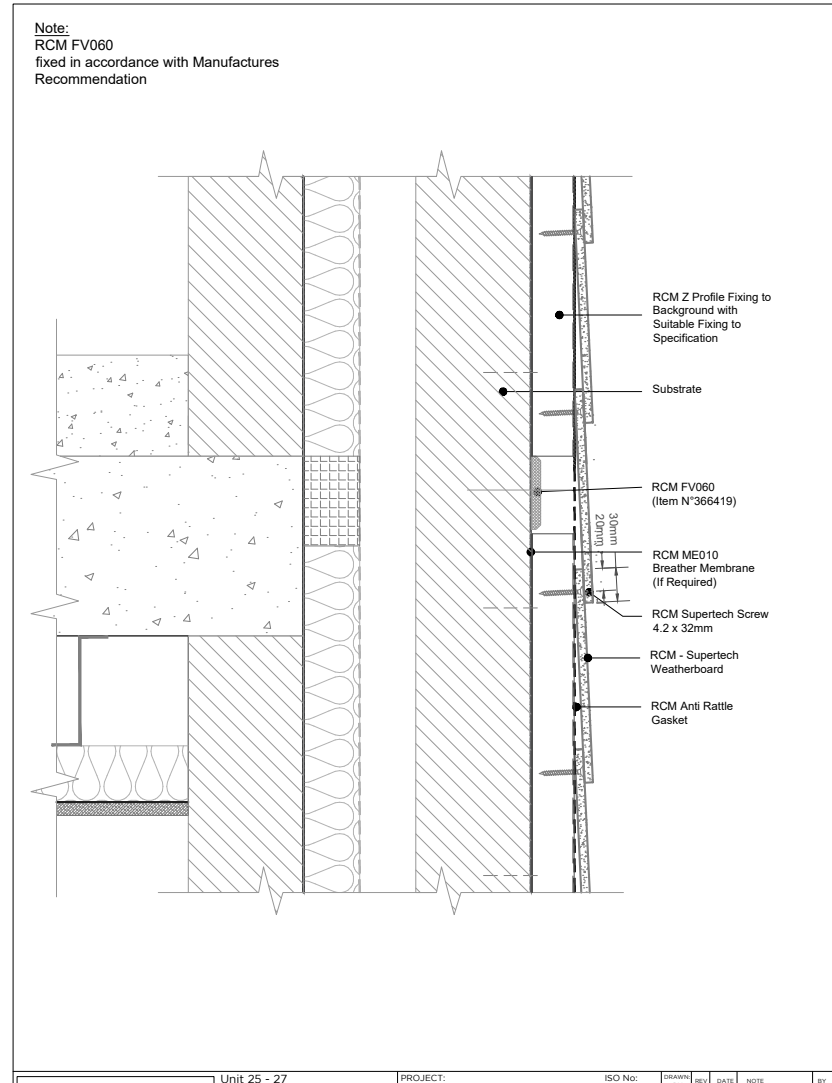 Note:
RCM FV060
fixed in accordance with Manufactures
Recommendation
RCM Z Profile Fixing to
Background with
Suitable Fixing to
Specification
Substrate
RCM FV060
(Item N°366419)
30mm
20mm
RCM ME010
Breather Membrane
(If Required)
RCM Supertech Screw
4.2 x 32mm
RCM - Supertech
Weatherboard
RCM Anti Rattle
Gasket
Unit 25 - 27
PROJECT:
ISO No:
DRAWN:
REV DATE NOTE BY